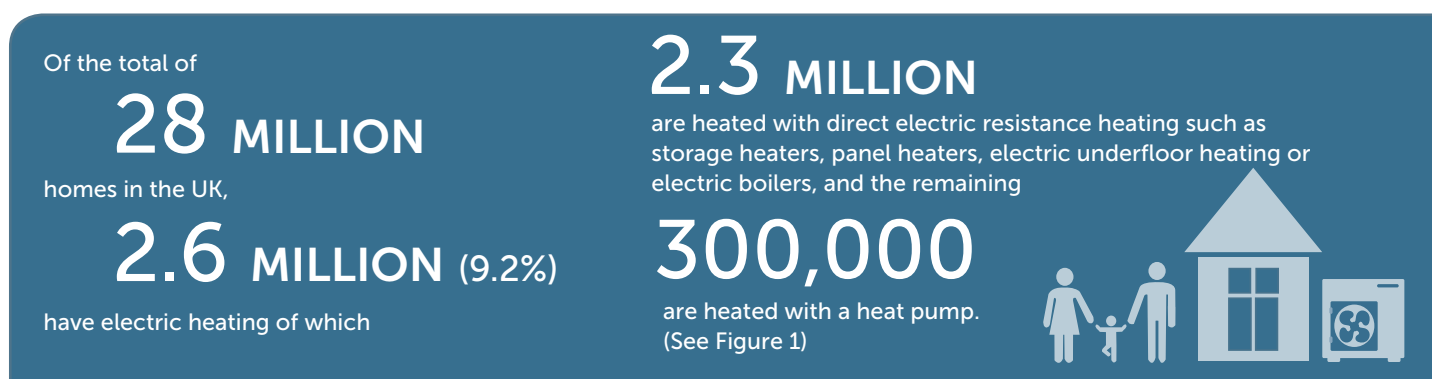 Of the total of
28 MILLION
homes in the UK,
2.6 MILLION (9.2%)
have electric heating of which
2.3 MILLION
are heated with direct electric resistance heating such as
storage heaters, panel heaters, electric underfloor heating or
electric boilers, and the remaining
300,000
are heated with a heat pump.
(See Figure 1)